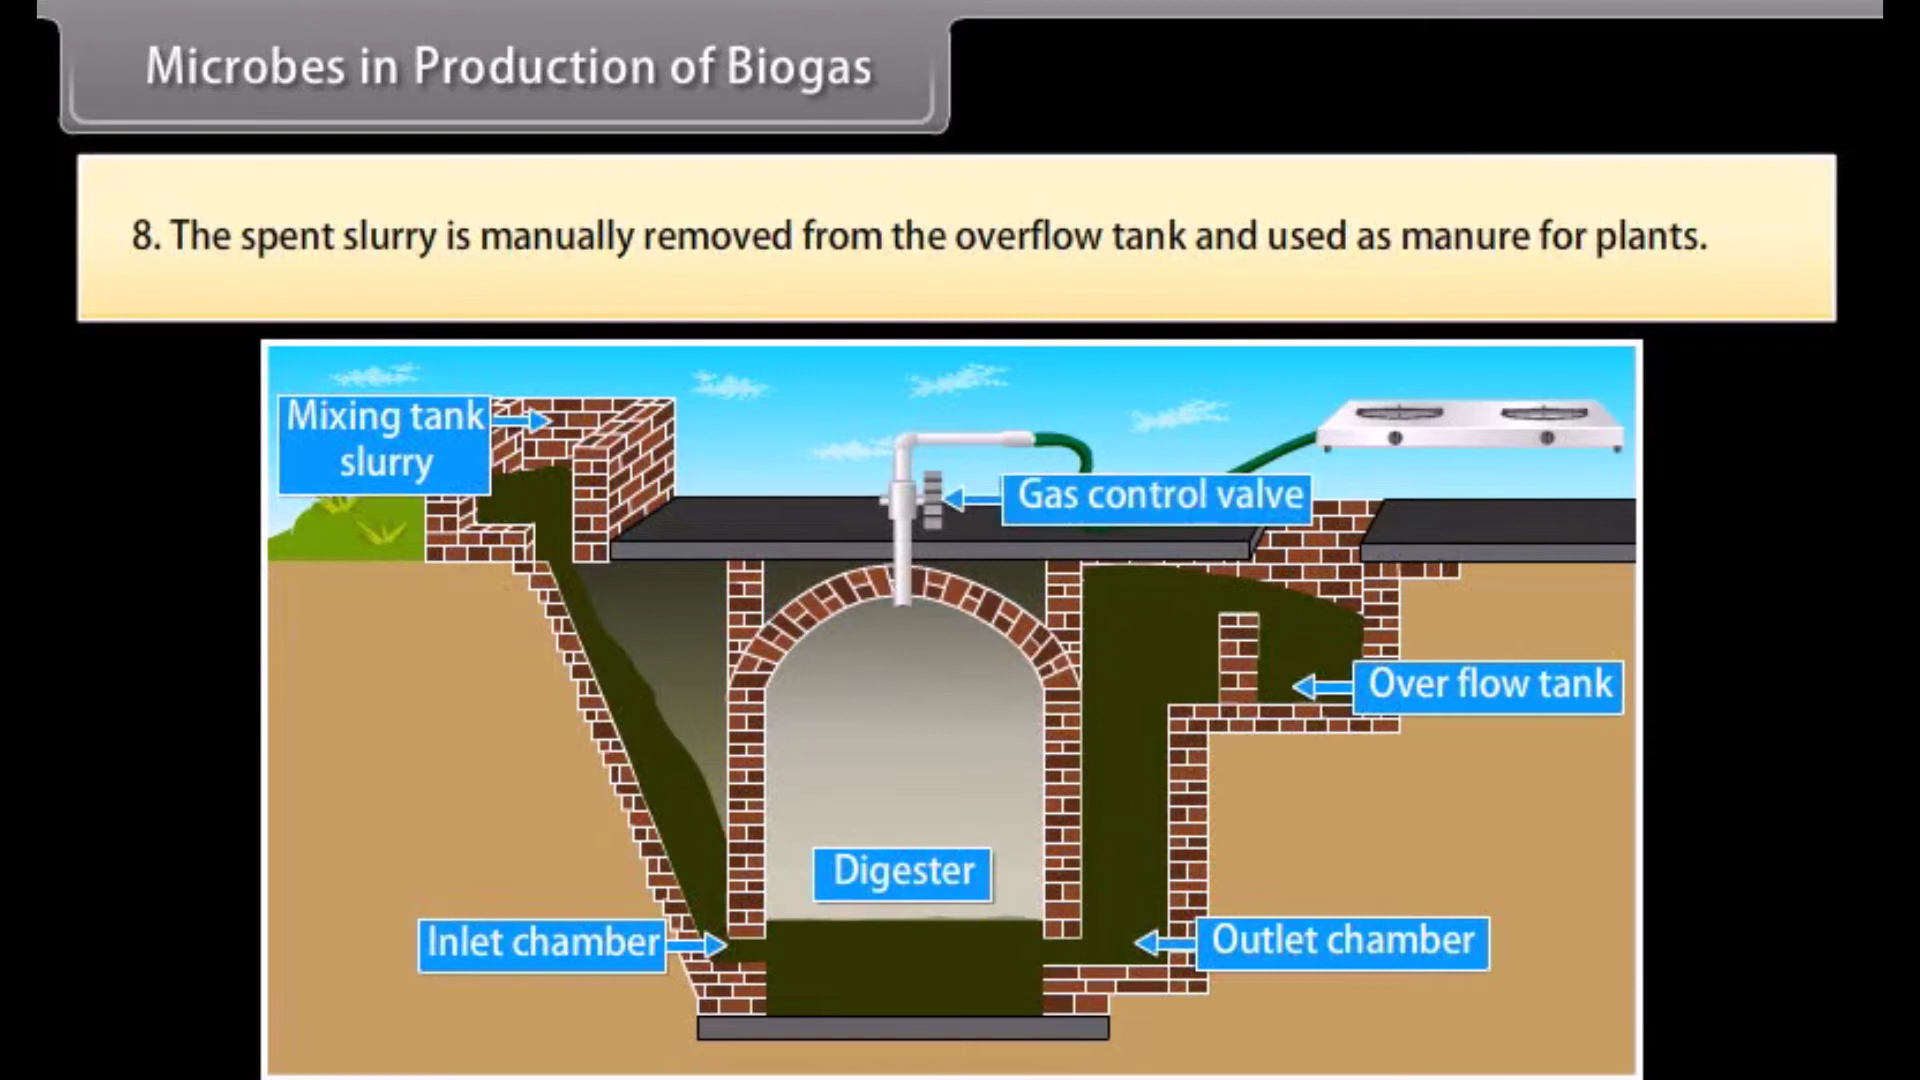 Microbes in Production of Biogas
8. The spent slurry is manually removed from the overflow tank and used as manure for plants.
Mixing tank
slurry
Gas control valve
Over flow tank
Digester
Inlet chamber
Outlet chamber